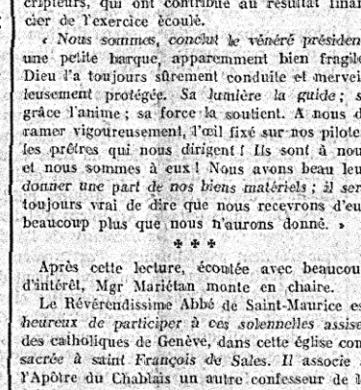 cripteurs, qui ont contribué au résultat finan
cier de l'exercice écoulé.
« Nous sommes, conclut le vénéré présiden
une petite barque, apparemment bien fragile
Dieu l'a toujours sûrement conduite et mervei
leusement protégée. Sa lumière la guide ; sa
grâce l'anime ; sa force la soutient. A nous d
ramer vigoureusement, l'œil fixé sur nos pilote
les prêtres qui nous dirigent ! Ils sont à nou
et nous sommes à eux ! Nous avons beau leu
donner une part de nos biens matériels ; il ser
toujours vrai de dire que nous recevrons d'eu
beaucoup plus que nous n'aurons donné. »
* * *
Après cette lecture, écoutée avec beaucou
d'intérêt, Mgr Mariétan monte en chaire.
Le Révérendissime Abbé de Saint-Maurice es
heureux de participer à ces solennelles assise
des catholiques de Genève, dans cette église con
sacrée à saint François de Sales. Il associe
l'Apôtre du Chablais un autre confesseur de l